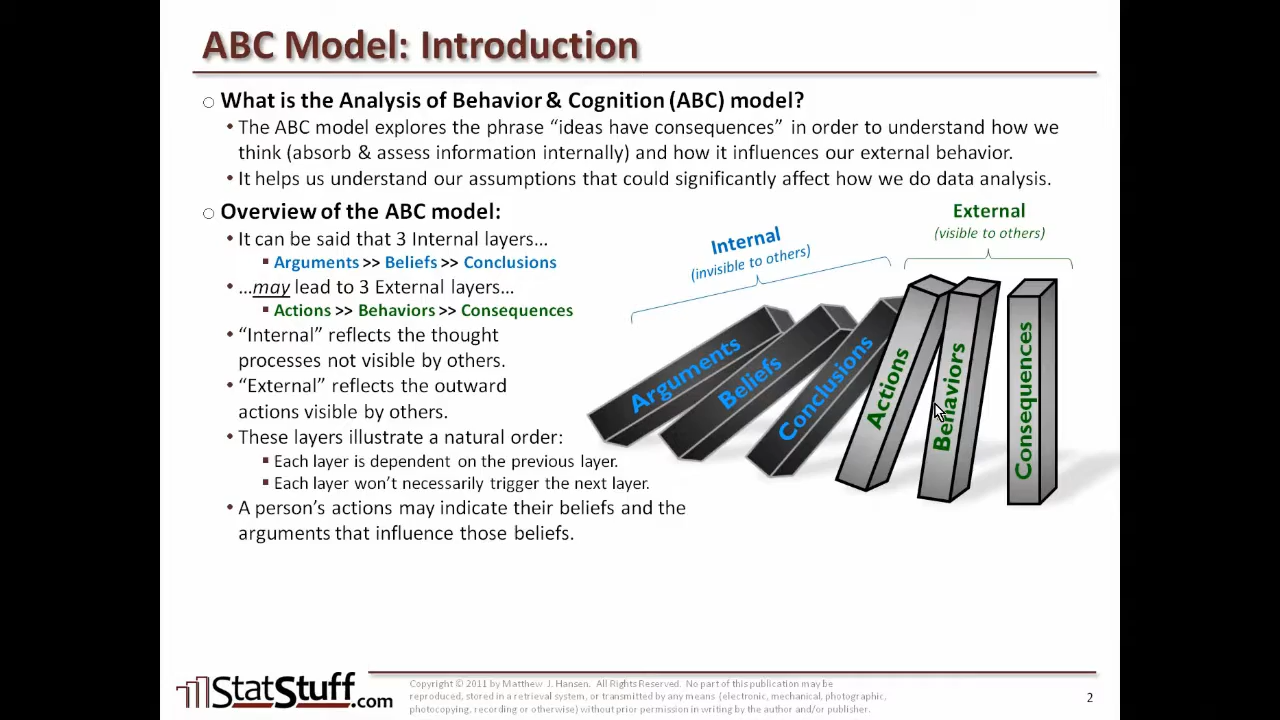 ABC Model: Introduction
What is the Analysis of Behavior & Cognition (ABC) model?
• The ABC model explores the phrase “ideas have consequences” in order to understand how we
think (absorb & assess information internally) and how it influences our external behavior.
• It helps us understand our assumptions that could significantly affect how we do data analysis.
Overview of the ABC model:
• It can be said that 3 Internal layers…
▪ Arguments >> Beliefs >> Conclusions
• …may lead to 3 External layers…
▪ Actions >> Behaviors >> Consequences
• “Internal” reflects the thought
processes not visible by others.
• “External” reflects the outward
actions visible by others.
• These layers illustrate a natural order:
▪ Each layer is dependent on the previous layer.
▪ Each layer won’t necessarily trigger the next layer.
• A person’s actions may indicate their beliefs and the
arguments that influence those beliefs.
Internal
(invisible to others)
External
(visible to others)
Arguments
Beliefs
Conclusions
Actions
Behaviors
Consequences
StatStuff.com
Copyright © 2011 by Matthew J. Hansen. All Rights Reserved. No part of this publication may be
reproduced, stored in a retrieval system, or transmitted by any means (electronic, mechanical, photographic,
photocopying, recording or otherwise) without prior permission in writing by the author and/or publisher.
2